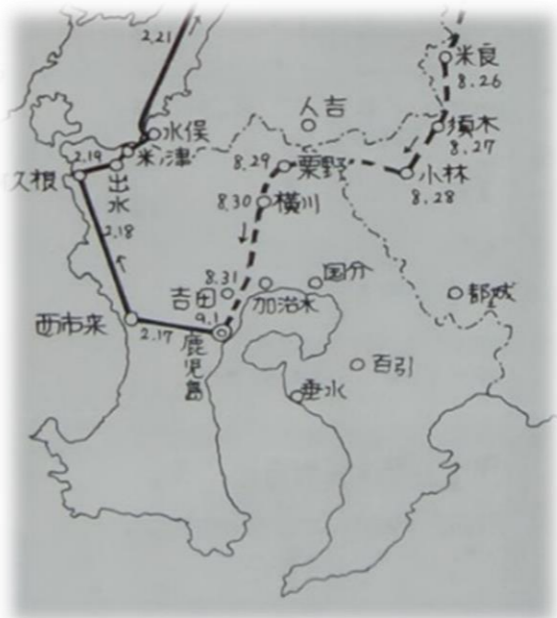 2.21
米良
8.26
人吉
水俣
須木
8.27
米ノ津
2.19
8.29
栗野
小林
8.28
久根
出水
8.30
横川
2.18
8.31
国分
吉田
加治木
都城
9.1
西市来
2.17
鹿児島
百引
垂水